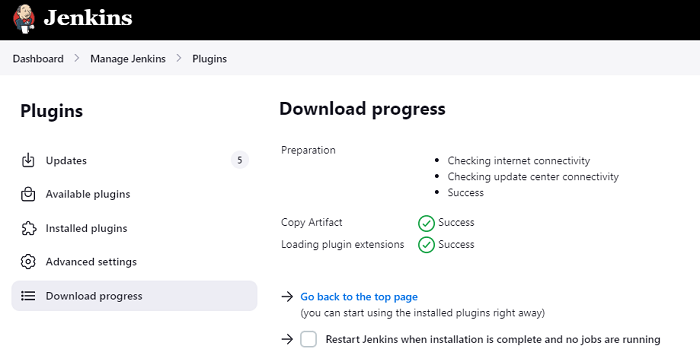 Jenkins
Dashboard > Manage Jenkins > Plugins
Plugins
Updates 5
Available plugins
Installed plugins
Advanced settings
Download progress
Download progress
Preparation
• Checking internet connectivity
• Checking update center connectivity
• Success
Copy Artifact Success
Loading plugin extensions Success
Go back to the top page
(you can start using the installed plugins right away)
Restart Jenkins when installation is complete and no jobs are running